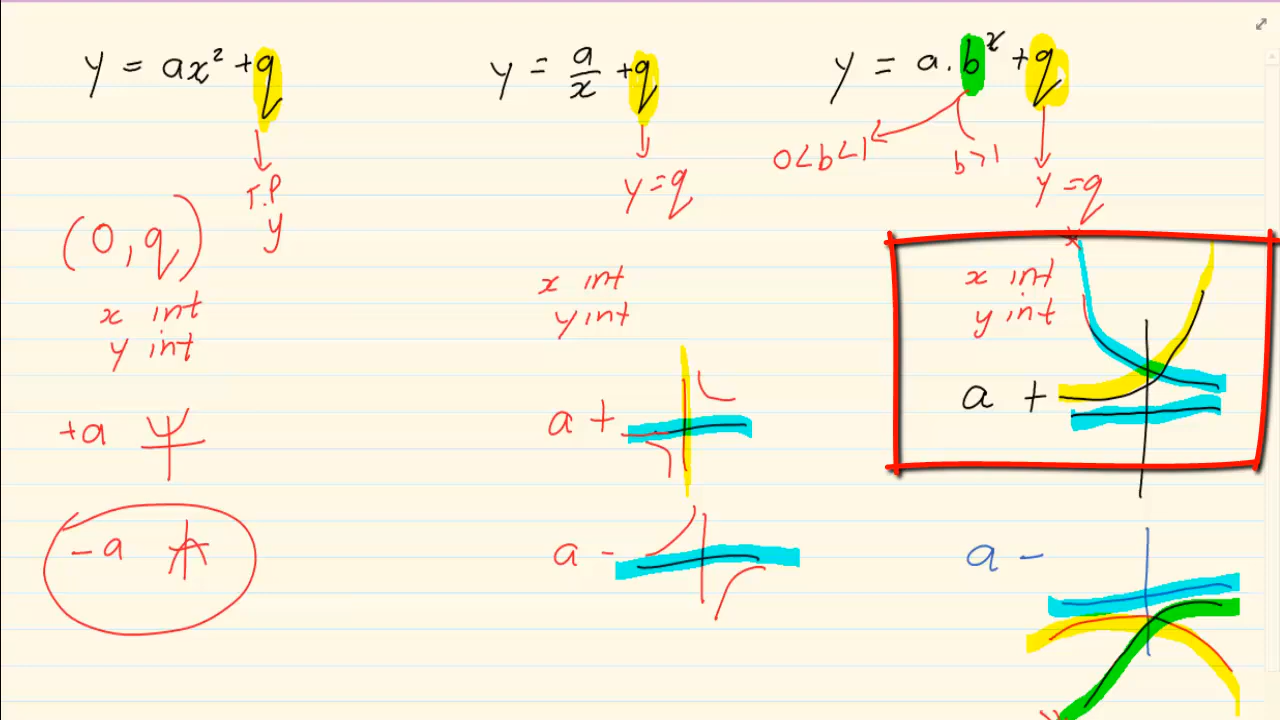 y = ax² + q
T.P
y
(0, q)
x int
y int
+a
-a
y = a/x + q
y = q
x int
y int
a +
a -
y = a.b^x + q
0<b<1
b>1
y = q
x int
y int
a +
a -